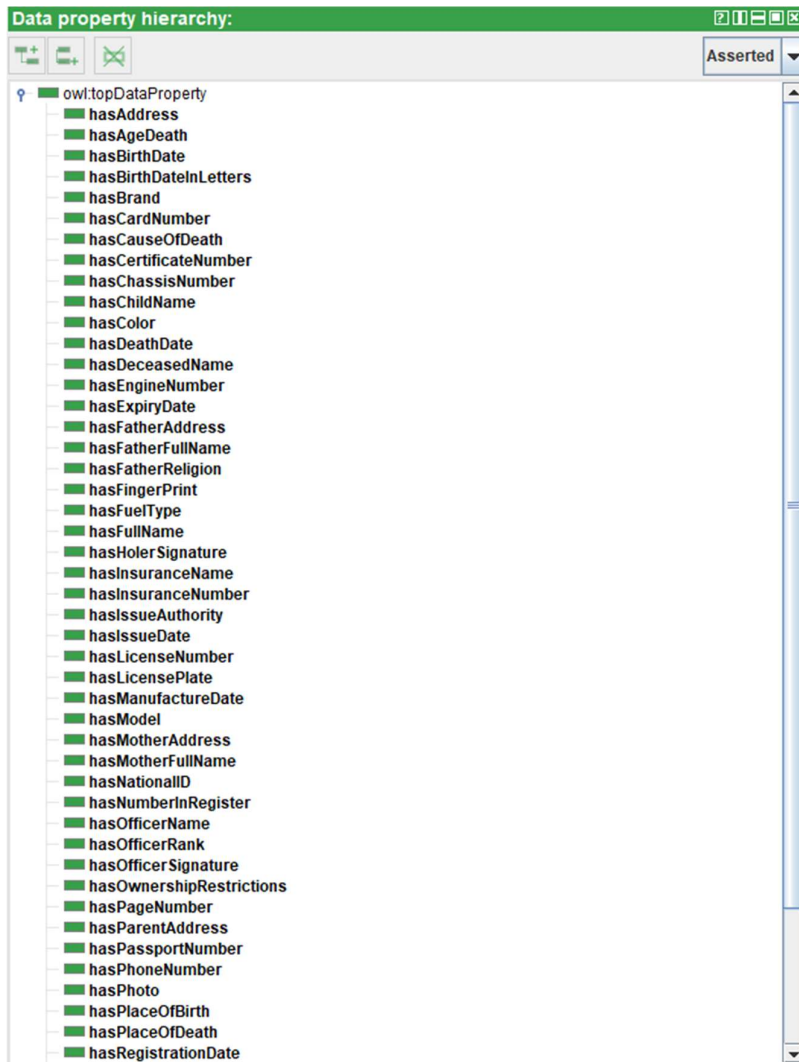 Data property hierarchy:
Asserted
owl:topDataProperty
hasAddress
hasAgeDeath
hasBirthDate
hasBirthDateInLetters
hasBrand
hasCardNumber
hasCauseOfDeath
hasCertificateNumber
hasChassisNumber
hasChildName
hasColor
hasDeathDate
hasDeceasedName
hasEngineNumber
hasExpiryDate
hasFatherAddress
hasFatherFullName
hasFatherReligion
hasFingerPrint
hasFuelType
hasFullName
hasHolerSignature
hasInsuranceName
hasInsuranceNumber
hasIssueAuthority
hasIssueDate
hasLicenseNumber
hasLicensePlate
hasManufactureDate
hasModel
hasMotherAddress
hasMotherFullName
hasNationalID
hasNumberInRegister
hasOfficerName
hasOfficerRank
hasOfficerSignature
hasOwnershipRestrictions
hasPageNumber
hasParentAddress
hasPassportNumber
hasPhoneNumber
hasPhoto
hasPlaceOfBirth
hasPlaceOfDeath
hasRegistrationDate